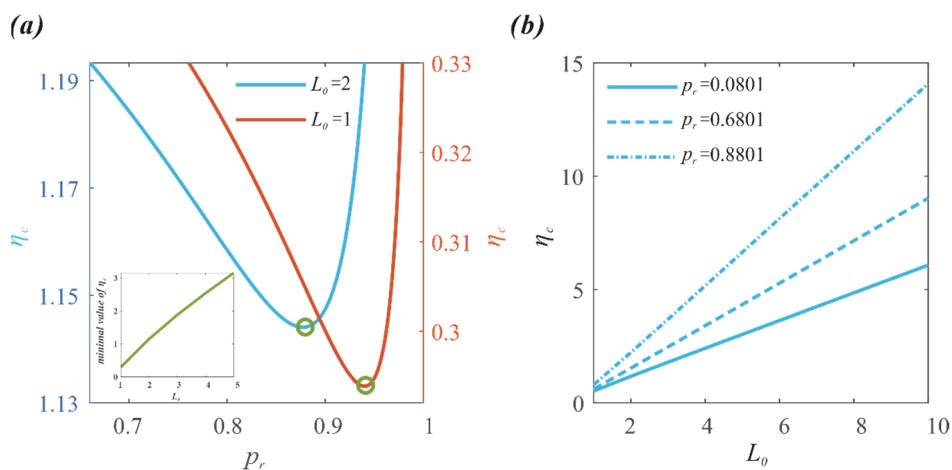 (a)
(b)
1.19
1.17
1.15
1.13
η_c
0.33
0.32
0.31
0.3
η_c
L_0=2
L_0=1
0.7
0.8
0.9
1
p_r
minimal value of η_c
3
2
1
0
1
2
3
4
5
L_0
15
10
5
0
η_c
p_r=0.0801
p_r=0.6801
p_r=0.8801
2
4
6
8
10
L_0